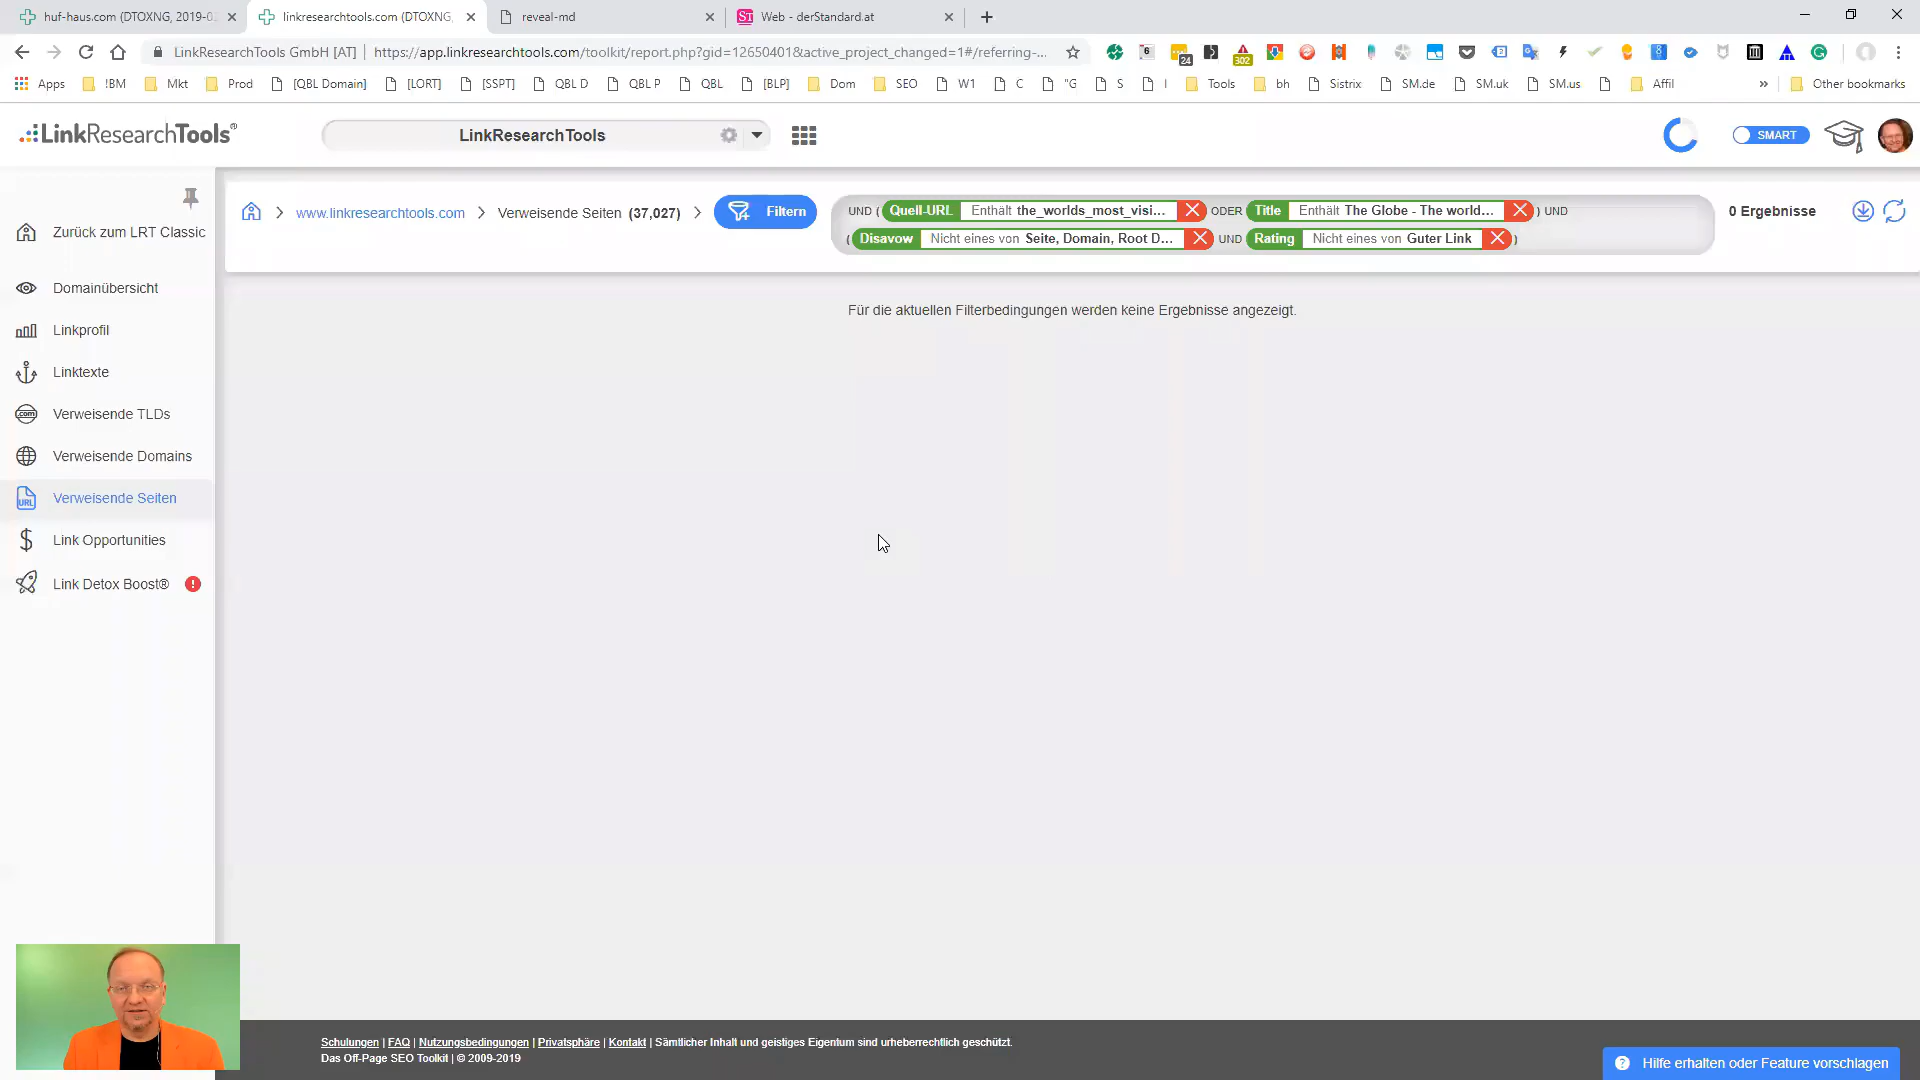 huf-haus.com (DTOXNG, 2019-0
linkresearchtools.com (DTOXNG,
reveal-md
Web - derStandard.at
LinkResearchTools GmbH [AT]
https://app.linkresearchtools.com/toolkit/report.php?gid=12650401&active_project_changed=1#/referring-...
24
302
Apps
!BM
Mkt
Prod
[QBL Domain]
[LORT]
[SSPT]
QBL D
QBL P
QBL
[BLP]
Dom
SEO
W1
C
"G
S
I
Tools
bh
Sistrix
SM.de
SM.uk
SM.us
Affil
»
Other bookmarks
LinkResearchTools®
LinkResearchTools
SMART
www.linkresearchtools.com
Verweisende Seiten (37,027)
Filtern
UND ( Quell-URL Enthält the_worlds_most_visi... ODER Title Enthält The Globe - The world... ) UND
( Disavow Nicht eines von Seite, Domain, Root D... UND Rating Nicht eines von Guter Link )
0 Ergebnisse
Für die aktuellen Filterbedingungen werden keine Ergebnisse angezeigt.
Zurück zum LRT Classic
Domainübersicht
Linkprofil
Linktexte
.com
Verweisende TLDs
Verweisende Domains
URL
Verweisende Seiten
Link Opportunities
Link Detox Boost®
Schulungen | FAQ | Nutzungsbedingungen | Privatsphäre | Kontakt | Sämtlicher Inhalt und geistiges Eigentum sind urheberrechtlich geschützt.
Das Off-Page SEO Toolkit | © 2009-2019
Hilfe erhalten oder Feature vorschlagen